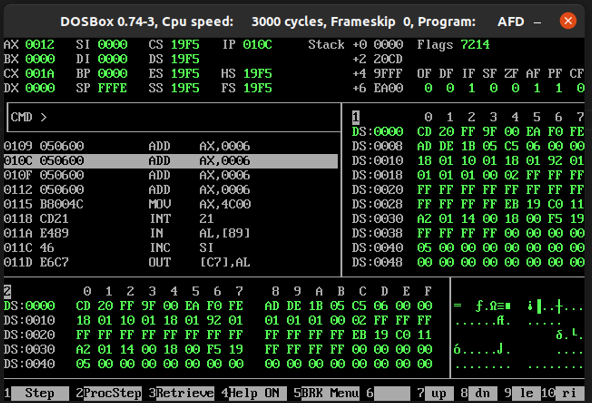 DOSBox 0.74-3, Cpu speed: 3000 cycles, Frameskip 0, Program: AFD
AX 0012 SI 0000 CS 19F5 IP 010C Stack +0 0000 Flags 7214
BX 0000 DI 0000 DS 19F5 +2 20CD
CX 001A BP 0000 ES 19F5 HS 19F5 +4 9FFF OF DF IF SF ZF AF PF CF
DX 0000 SP FFFE SS 19F5 FS 19F5 +6 EA00 0 0 1 0 0 1 1 0
CMD >
1 0 1 2 3 4 5 6 7
DS:0000 CD 20 FF 9F 00 EA F0 FE
DS:0008 AD DE 1B 05 C5 06 00 00
0109 050600 ADD AX,0006 DS:0010 18 01 10 01 18 01 92 01
010C 050600 ADD AX,0006 DS:0018 01 01 01 00 02 FF FF FF
010F 050600 ADD AX,0006 DS:0020 FF FF FF FF FF FF FF FF
0112 050600 ADD AX,0006 DS:0028 FF FF FF FF EB 19 C0 11
0115 B8004C MOV AX,4C00 DS:0030 A2 01 14 00 18 00 F5 19
0118 CD21 INT 21 DS:0038 FF FF FF FF 00 00 00 00
011A E489 IN AL,[89] DS:0040 05 00 00 00 00 00 00 00
011C 46 INC SI DS:0048 00 00 00 00 00 00 00 00
011D E6C7 OUT [C7],AL
2 0 1 2 3 4 5 6 7 8 9 A B C D E F
DS:0000 CD 20 FF 9F 00 EA F0 FE AD DE 1B 05 C5 06 00 00
DS:0010 18 01 10 01 18 01 92 01 01 01 01 00 02 FF FF FF
DS:0020 FF FF FF FF FF FF FF FF FF FF FF FF EB 19 C0 11
DS:0030 A2 01 14 00 18 00 F5 19 FF FF FF FF 00 00 00 00
DS:0040 05 00 00 00 00 00 00 00 00 00 00 00 00 00 00 00
1 Step 2 ProcStep 3 Retrieve 4 Help ON 5 BRK Menu 6 7 up 8 dn 9 le 10 ri